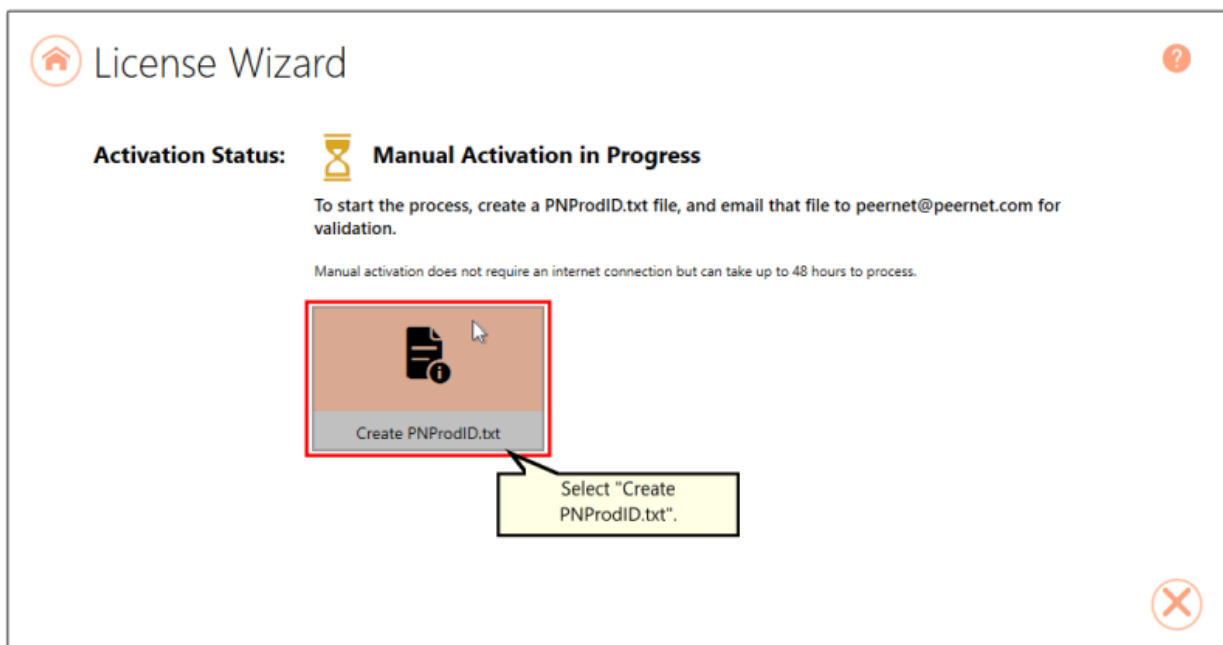 License Wizard
?
Activation Status:
Manual Activation in Progress
To start the process, create a PNProdID.txt file, and email that file to peernet@peernet.com for
validation.
Manual activation does not require an internet connection but can take up to 48 hours to process.
Create PNProdID.txt
Select "Create
PNProdID.txt".